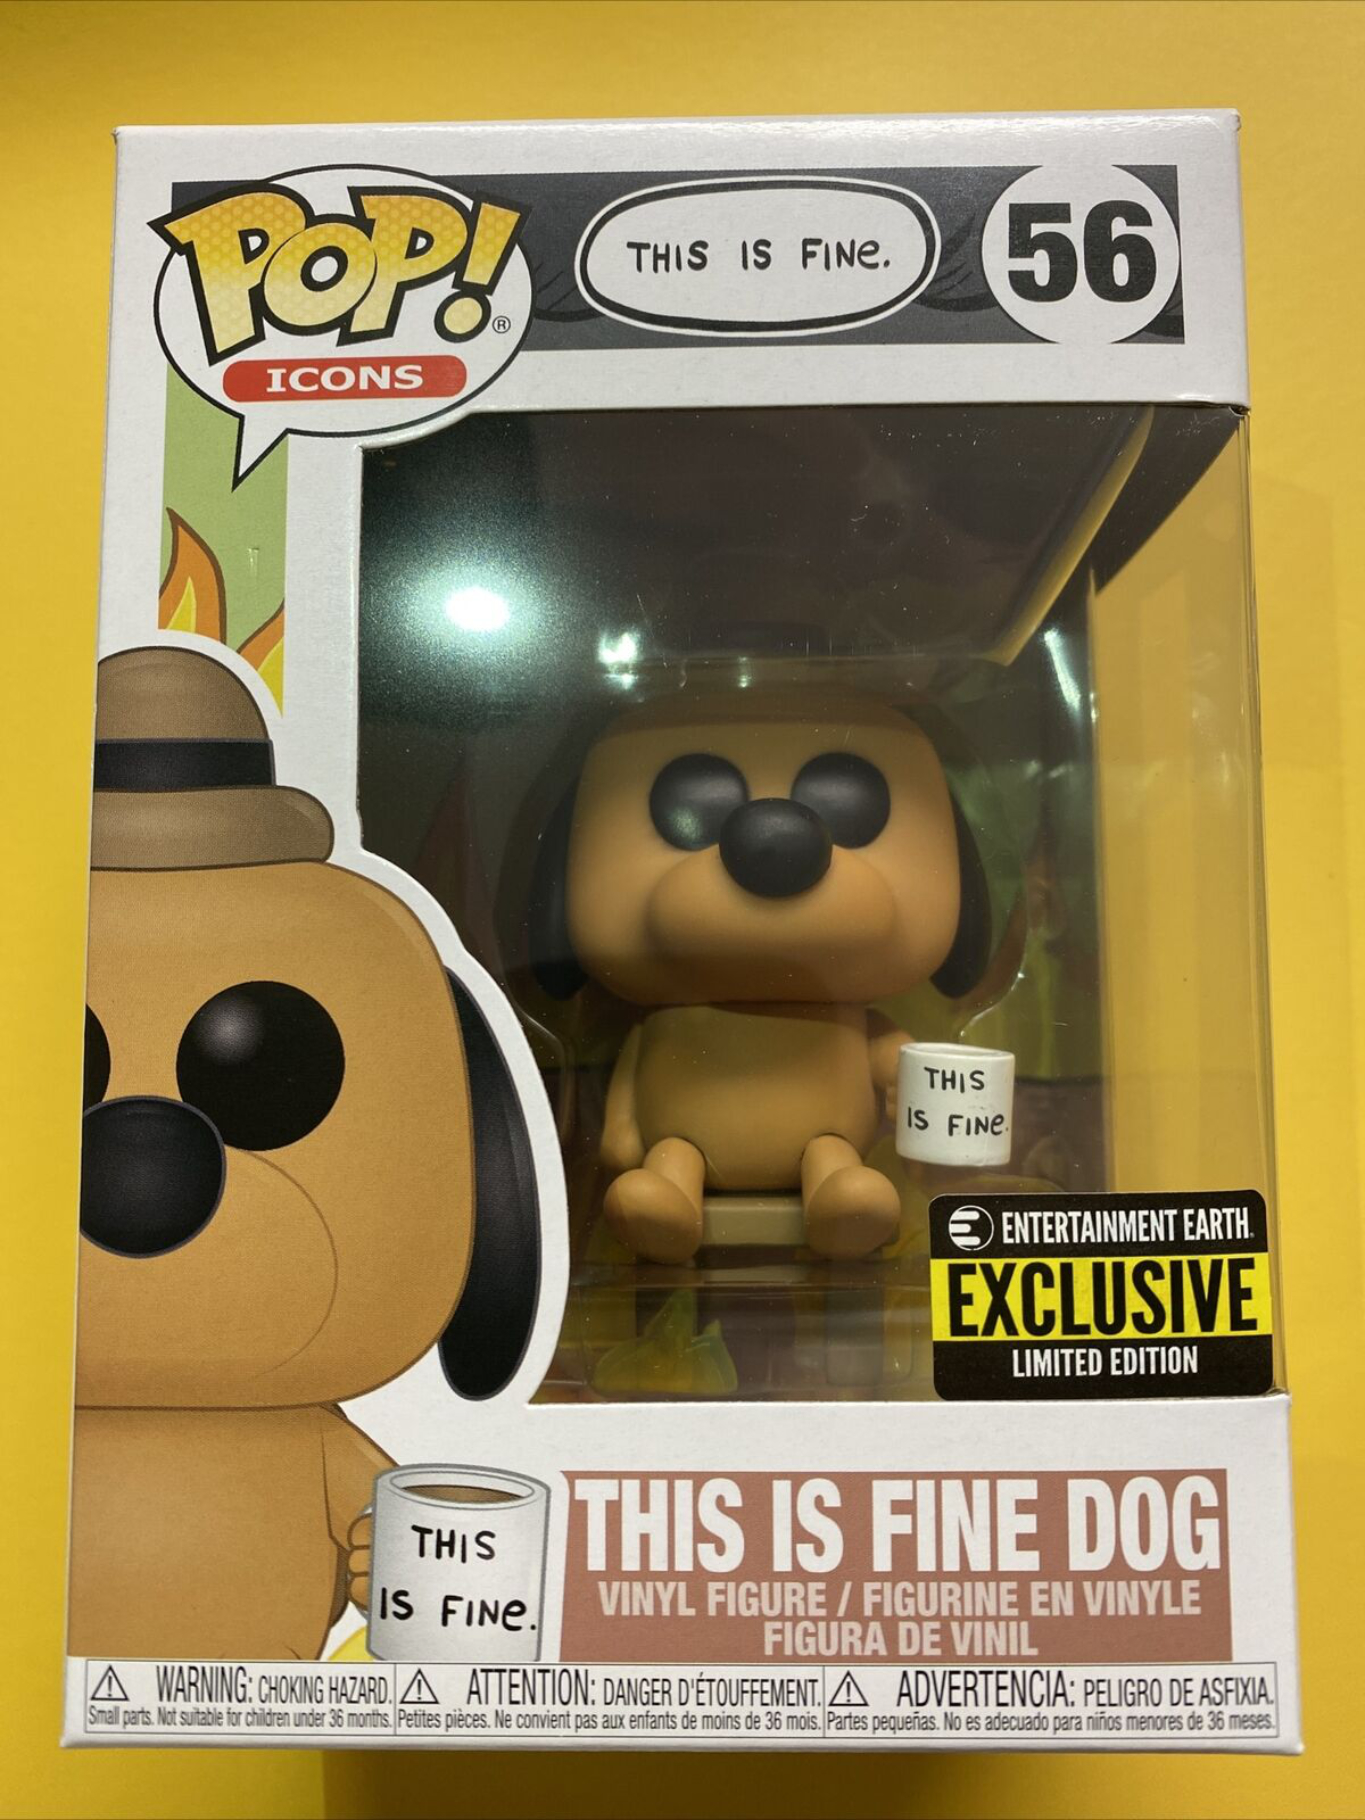 POP!®
ICONS
THIS IS FINe.
56
THIS
IS FINe.
ENTERTAINMENT EARTH.
EXCLUSIVE
LIMITED EDITION
THIS
IS FINe.
THIS IS FINE DOG
VINYL FIGURE / FIGURINE EN VINYLE
FIGURA DE VINIL
WARNING: CHOKING HAZARD.
Small parts. Not suitable for children under 36 months.
ATTENTION: DANGER D'ÉTOUFFEMENT.
Petites pièces. Ne convient pas aux enfants de moins de 36 mois.
ADVERTENCIA: PELIGRO DE ASFIXIA.
Partes pequeñas. No es adecuado para niños menores de 36 meses.